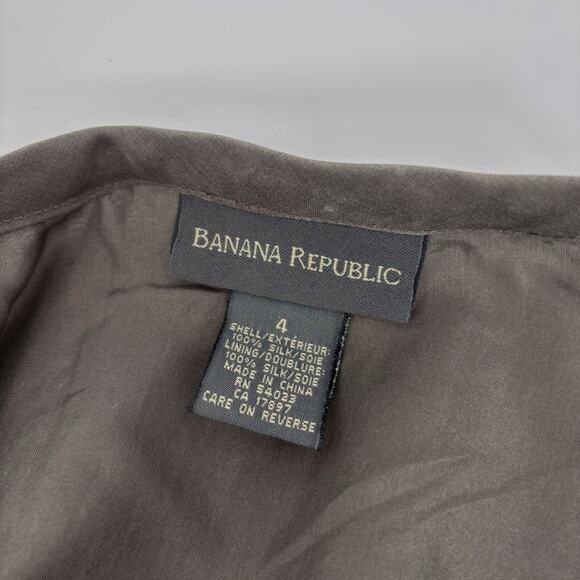 BANANA REPUBLIC
4
SHELL/EXTÉRIEUR:
100% SILK/SOIE
LINING/DOUBLURE:
100% SILK/SOIE
MADE IN CHINA
RN 54023
CA 17897
CARE ON REVERSE